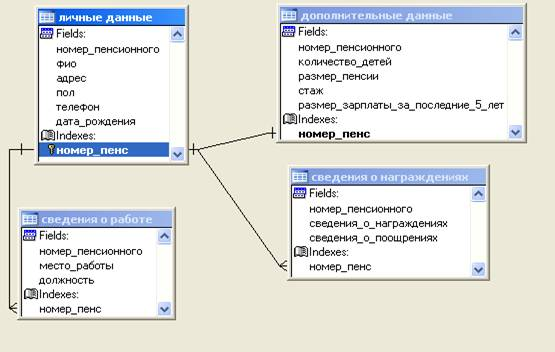 личные данные
Fields:
номер_пенсионного
фио
адрес
пол
телефон
дата_рождения
Indexes:
номер_пенс
дополнительные данные
Fields:
номер_пенсионного
количество_детей
размер_пенсии
стаж
размер_зарплаты_за_последние_5_лет
Indexes:
номер_пенс
сведения о работе
Fields:
номер_пенсионного
место_работы
должность
Indexes:
номер_пенс
сведения о награждениях
Fields:
номер_пенсионного
сведения_о_награждениях
сведения_о_поощрениях
Indexes:
номер_пенс